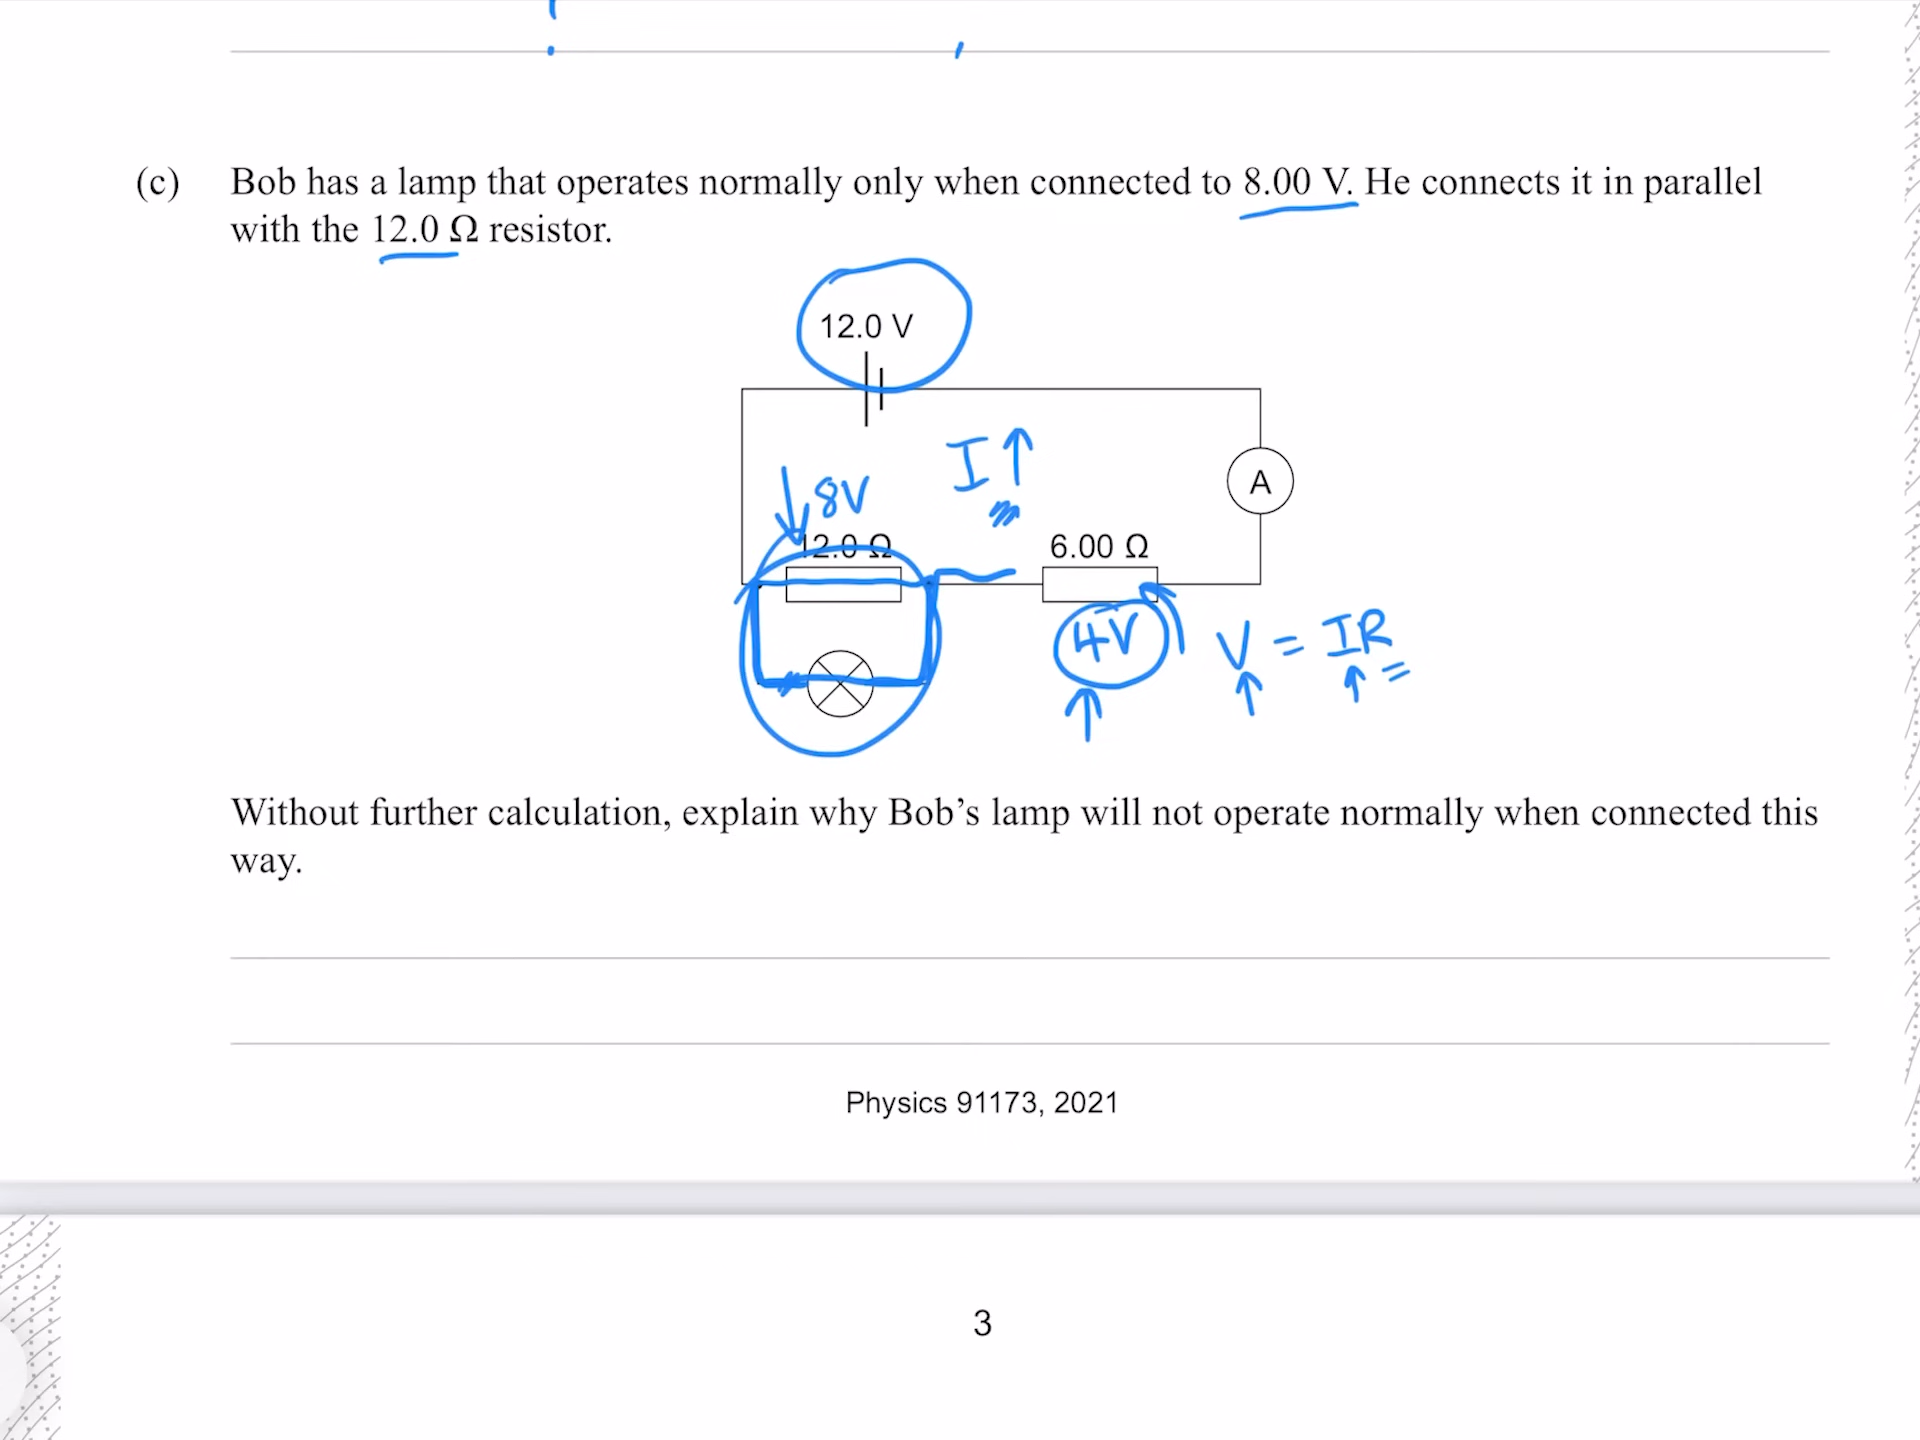 (c) Bob has a lamp that operates normally only when connected to 8.00 V. He connects it in parallel
with the 12.0 Ω resistor.
12.0 V
I↑
A
↓8V
12.0 Ω
6.00 Ω
4V
V = IR
↑ ↑ =
↑
Without further calculation, explain why Bob’s lamp will not operate normally when connected this
way.
Physics 91173, 2021
3